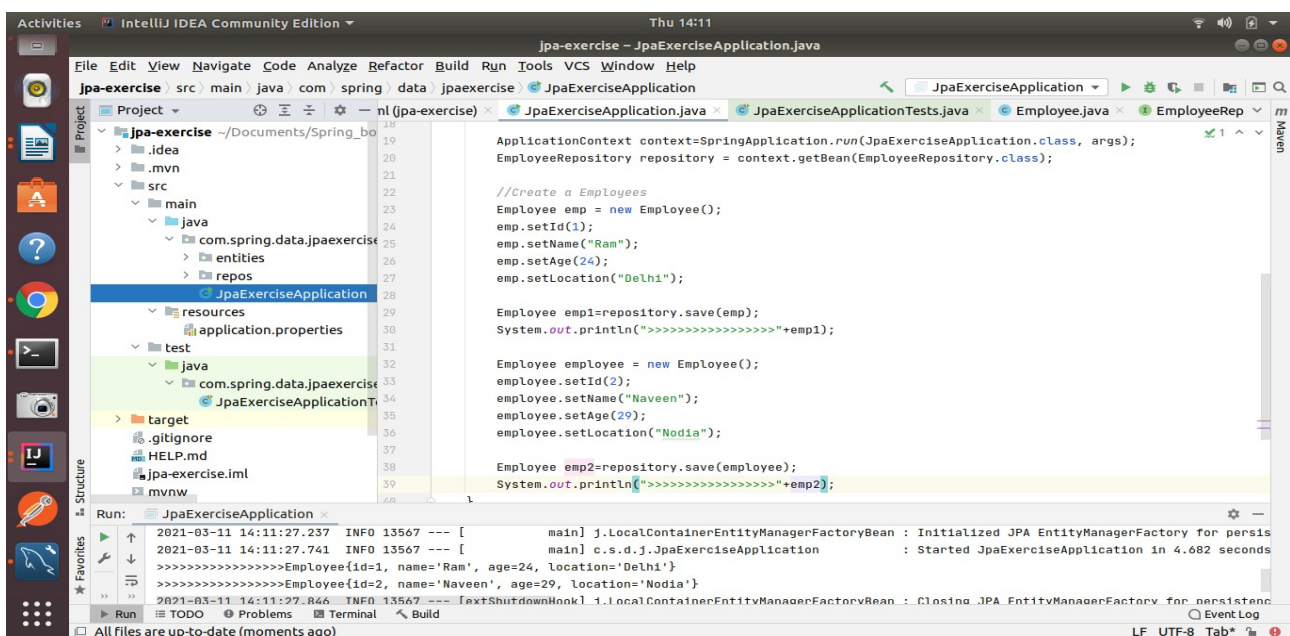 Activities IntelliJ IDEA Community Edition Thu 14:11
jpa-exercise – JpaExerciseApplication.java
File Edit View Navigate Code Analyze Refactor Build Run Tools VCS Window Help
jpa-exercise src main java com spring data jpaexercise JpaExerciseApplication JpaExerciseApplication
Project
Project
ml (jpa-exercise) JpaExerciseApplication.java JpaExerciseApplicationTests.java Employee.java EmployeeRep
m Maven
jpa-exercise ~/Documents/Spring_bo
.idea
.mvn
src
main
java
com.spring.data.jpaexercise
entities
repos
JpaExerciseApplication
resources
application.properties
test
java
com.spring.data.jpaexercise
JpaExerciseApplicationT
target
.gitignore
HELP.md
jpa-exercise.iml
mvnw
18
19 ApplicationContext context=SpringApplication.run(JpaExerciseApplication.class, args);
1
20 EmployeeRepository repository = context.getBean(EmployeeRepository.class);
21
22 //Create a Employees
23 Employee emp = new Employee();
24 emp.setId(1);
25 emp.setName("Ram");
26 emp.setAge(24);
27 emp.setLocation("Delhi");
28
29 Employee emp1=repository.save(emp);
30 System.out.println(">>>>>>>>>>>>>>>>>"+emp1);
31
32 Employee employee = new Employee();
33 employee.setId(2);
34 employee.setName("Naveen");
35 employee.setAge(29);
36 employee.setLocation("Nodia");
37
38 Employee emp2=repository.save(employee);
39 System.out.println(">>>>>>>>>>>>>>>>>"+emp2);
40 }
Structure
Favorites
Run: JpaExerciseApplication
2021-03-11 14:11:27.237 INFO 13567 --- [ main] j.LocalContainerEntityManagerFactoryBean : Initialized JPA EntityManagerFactory for persis
2021-03-11 14:11:27.741 INFO 13567 --- [ main] c.s.d.j.JpaExerciseApplication : Started JpaExerciseApplication in 4.682 seconds
>>>>>>>>>>>>>>>>>Employee{id=1, name='Ram', age=24, location='Delhi'}
>>>>>>>>>>>>>>>>>Employee{id=2, name='Naveen', age=29, location='Nodia'}
2021-03-11 14:11:27.846 INFO 13567 --- [extShutdownHook] j.LocalContainerEntityManagerFactoryBean : Closing JPA EntityManagerFactory for persistenc
Run TODO Problems Terminal Build Event Log
All files are up-to-date (moments ago) LF UTF-8 Tab*